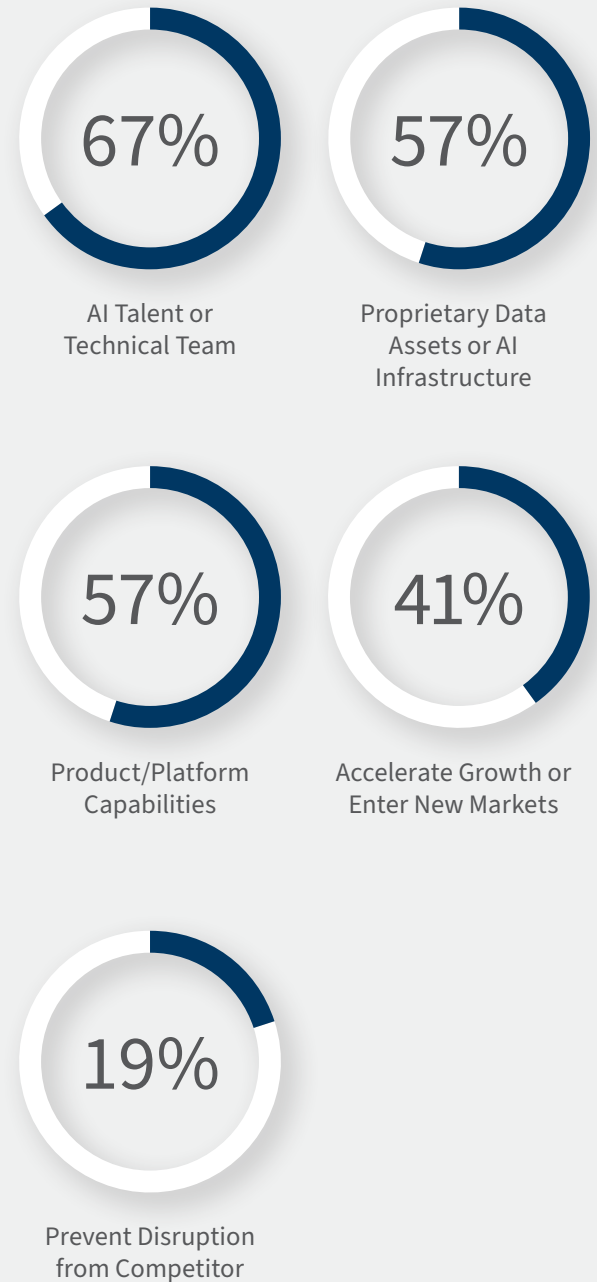 67%
AI Talent or
Technical Team
57%
Proprietary Data
Assets or AI
Infrastructure
57%
Product/Platform
Capabilities
41%
Accelerate Growth or
Enter New Markets
19%
Prevent Disruption
from Competitor